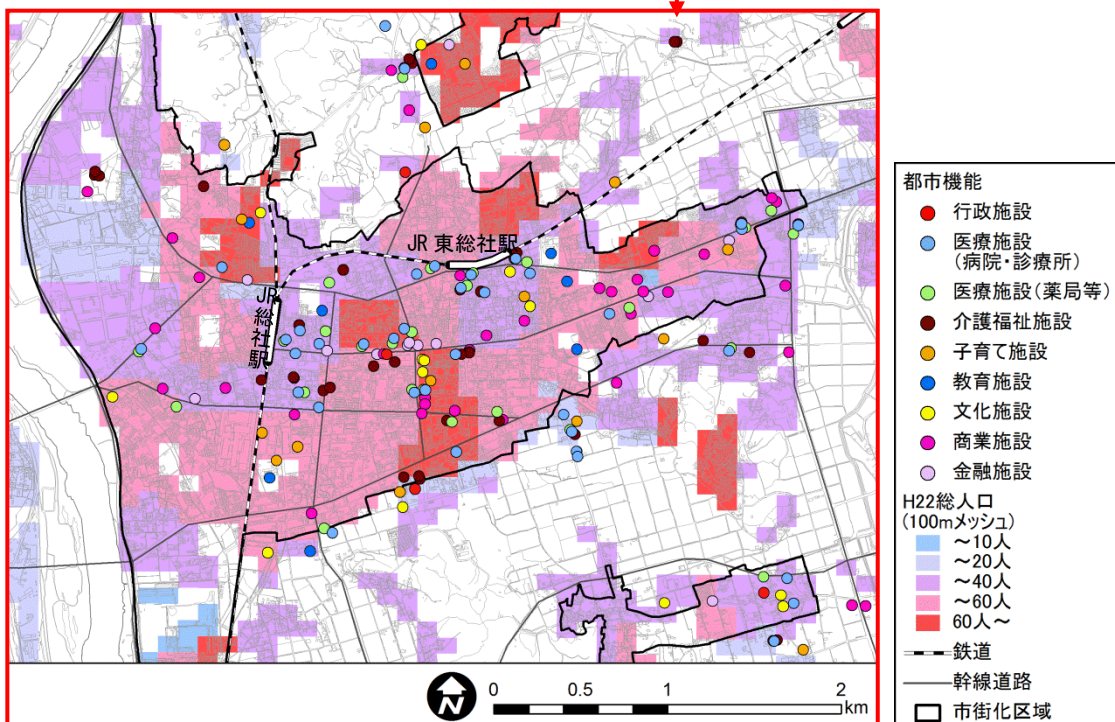 JR 東総社駅
JR 総社駅
N
0 0.5 1 2
km
都市機能
行政施設
医療施設
(病院・診療所)
医療施設(薬局等)
介護福祉施設
子育て施設
教育施設
文化施設
商業施設
金融施設
H22総人口
(100mメッシュ)
~10人
~20人
~40人
~60人
60人~
鉄道
幹線道路
市街化区域